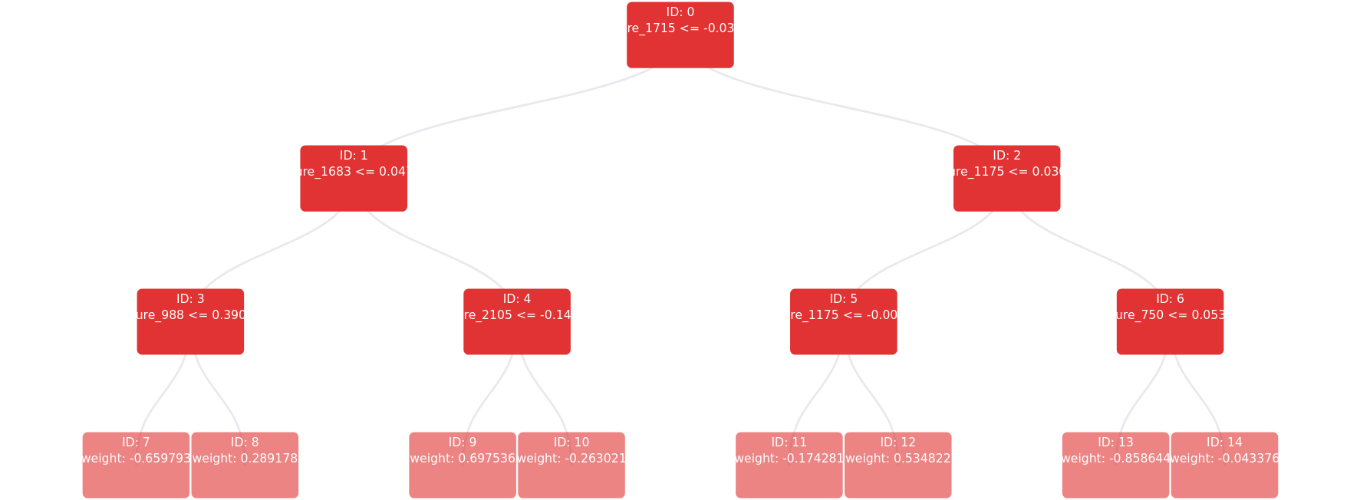 ID: 0
re_1715 <= -0.03
ID: 1
ure_1683 <= 0.04
ID: 2
ure_1175 <= 0.03
ID: 3
ure_988 <= 0.390
ID: 4
re_2105 <= -0.14
ID: 5
re_1175 <= -0.00
ID: 6
ure_750 <= 0.053
ID: 7
weight: -0.659793
ID: 8
weight: 0.289178
ID: 9
weight: 0.697536
ID: 10
weight: -0.263021
ID: 11
weight: -0.174281
ID: 12
weight: 0.534822
ID: 13
weight: -0.858644
ID: 14
weight: -0.043376